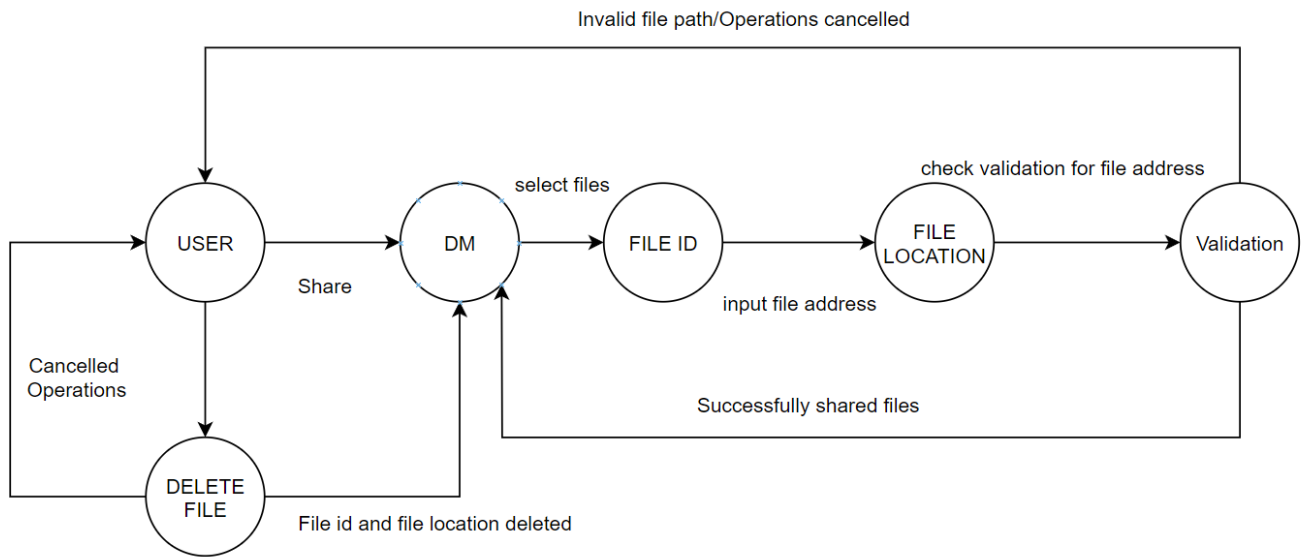 Invalid file path/Operations cancelled
check validation for file address
select files
USER
DM
FILE ID
FILE
LOCATION
Validation
Share
input file address
Cancelled
Operations
Successfully shared files
DELETE
FILE
File id and file location deleted